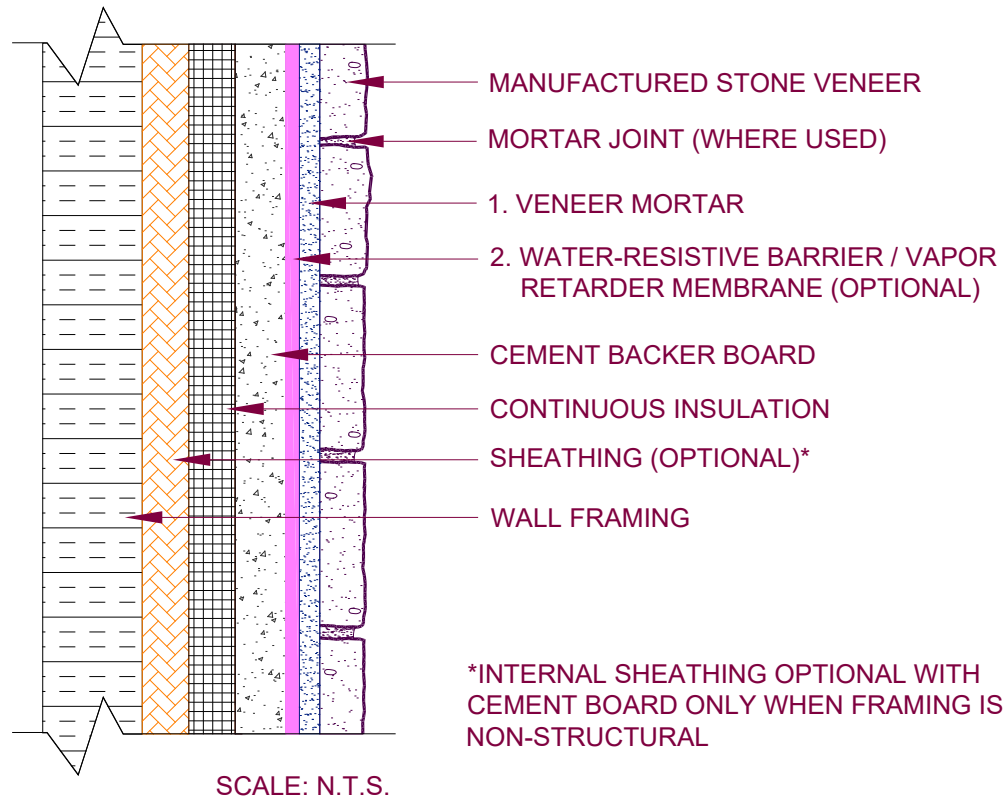 MANUFACTURED STONE VENEER
MORTAR JOINT (WHERE USED)
1. VENEER MORTAR
2. WATER-RESISTIVE BARRIER / VAPOR
RETARDER MEMBRANE (OPTIONAL)
CEMENT BACKER BOARD
CONTINUOUS INSULATION
SHEATHING (OPTIONAL)*
WALL FRAMING
*INTERNAL SHEATHING OPTIONAL WITH
CEMENT BOARD ONLY WHEN FRAMING IS
NON-STRUCTURAL
SCALE: N.T.S.